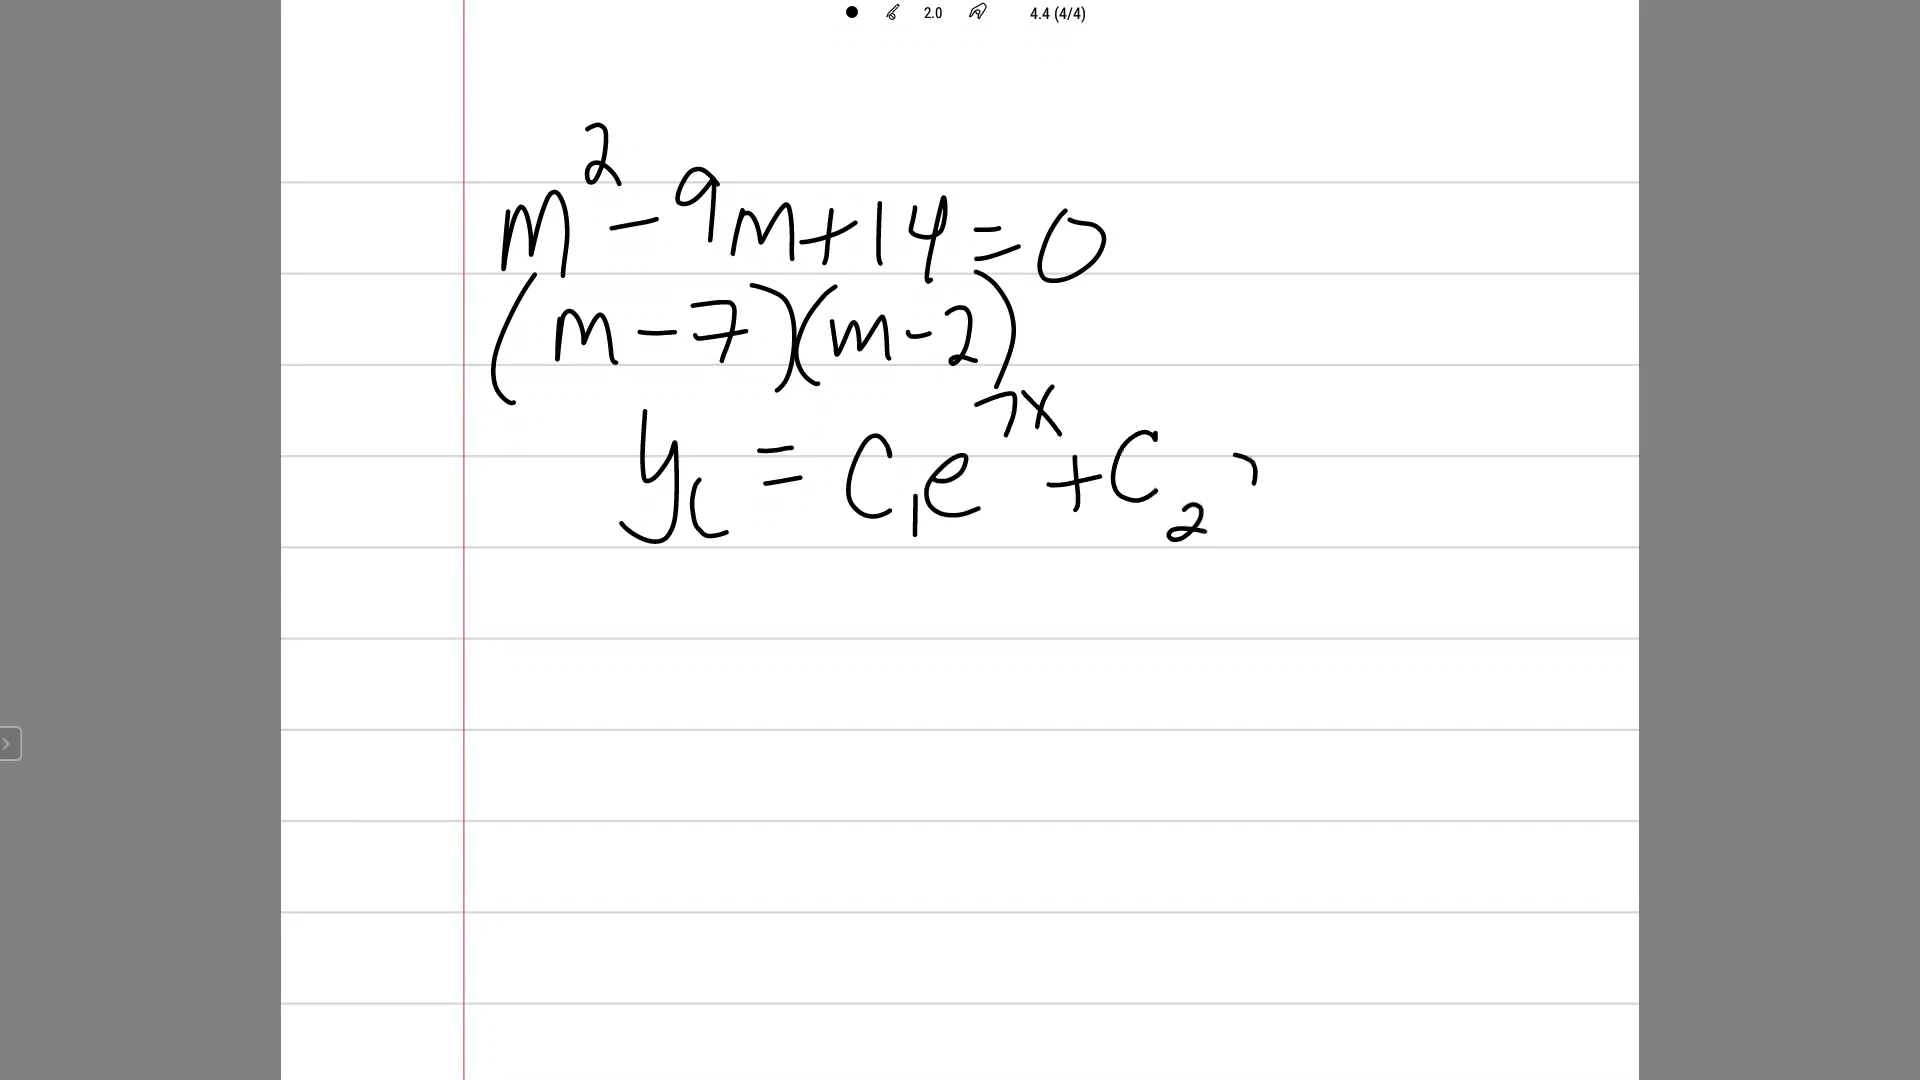 2.0 4.4 (4/4)
m² - 9m + 14 = 0
(m - 7)(m - 2)
y_c = C₁e^{7x} + C₂